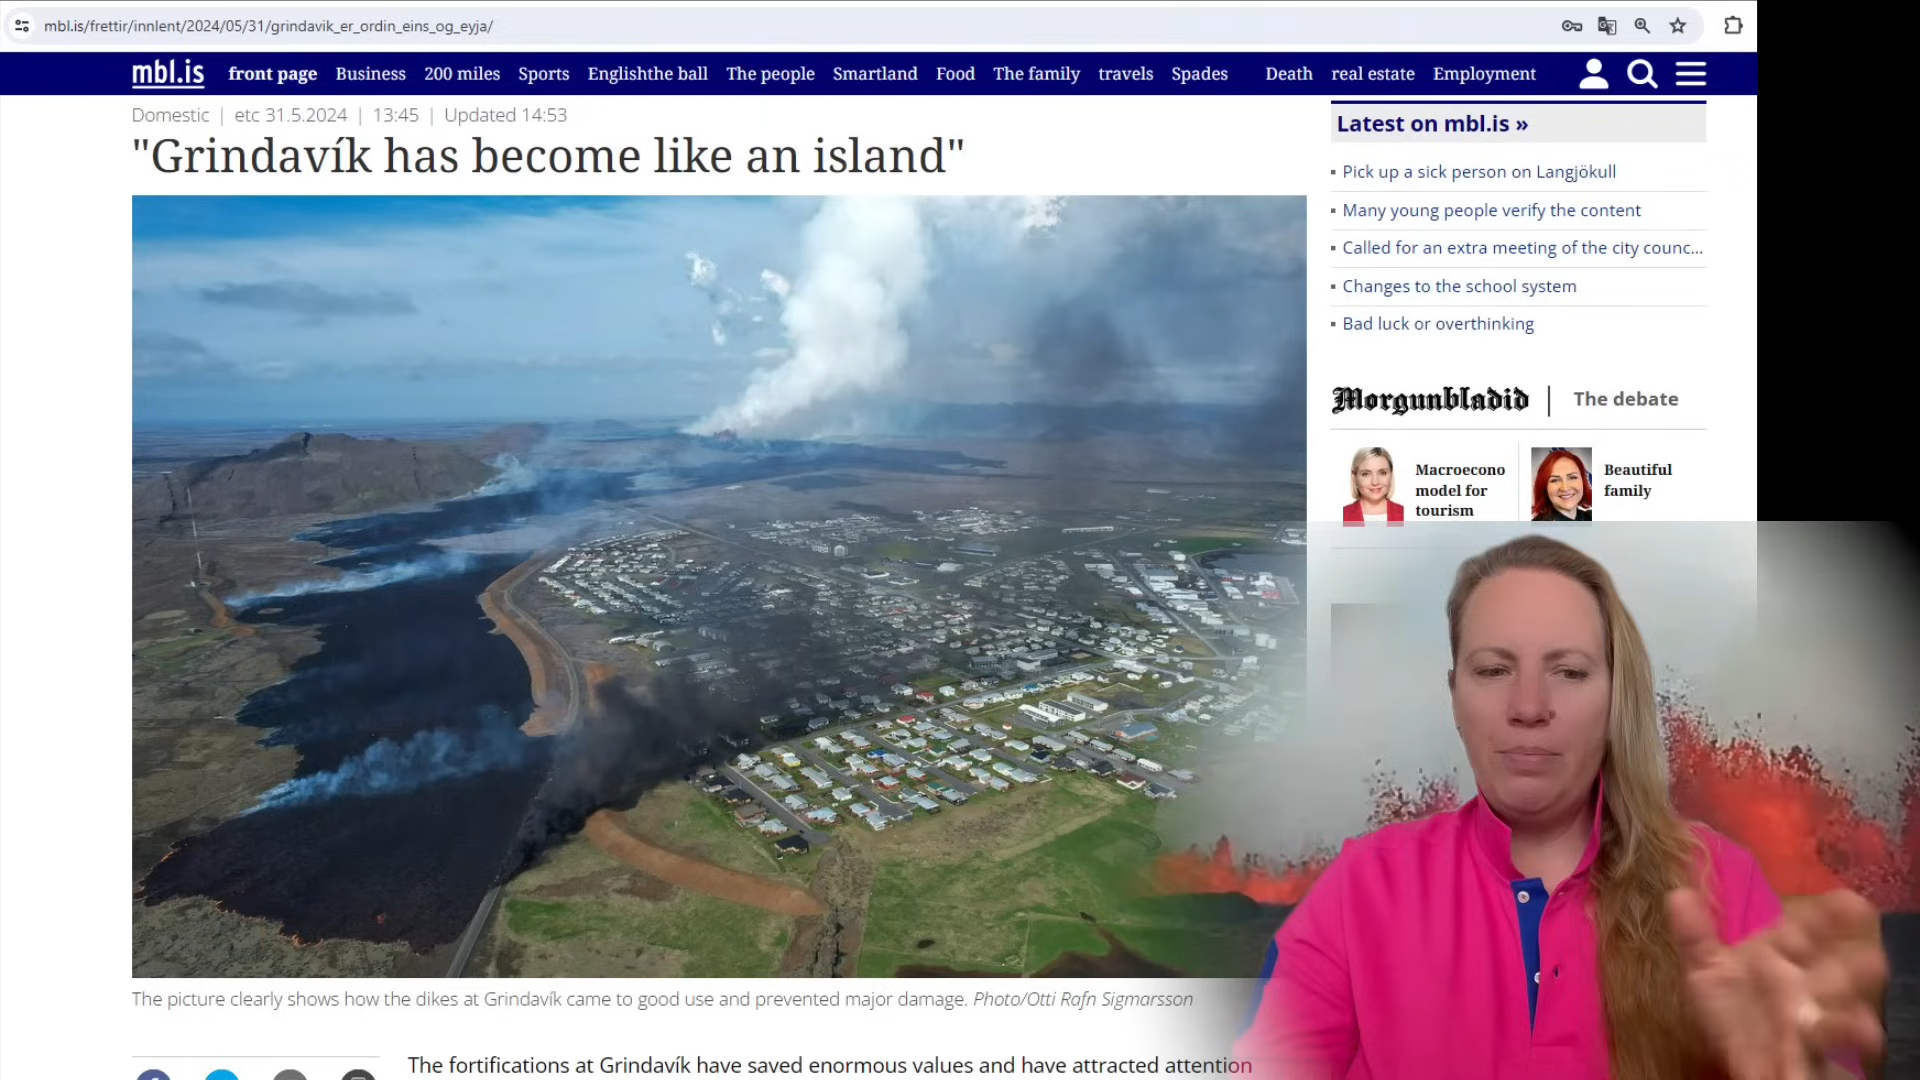 mbl.is/frettir/innlent/2024/05/31/grindavik_er_ordin_eins_og_eyja/
mbl.is front page Business 200 miles Sports Englishthe ball The people Smartland Food The family travels Spades Death real estate Employment
Domestic | etc 31.5.2024 | 13:45 | Updated 14:53
"Grindavík has become like an island"
Latest on mbl.is »
Pick up a sick person on Langjökull
Many young people verify the content
Called for an extra meeting of the city counc...
Changes to the school system
Bad luck or overthinking
Morgunbladid | The debate
Macroecono
model for
tourism
Beautiful
family
The picture clearly shows how the dikes at Grindavík came to good use and prevented major damage. Photo/Otti Rafn Sigmarsson
The fortifications at Grindavík have saved enormous values and have attracted attention